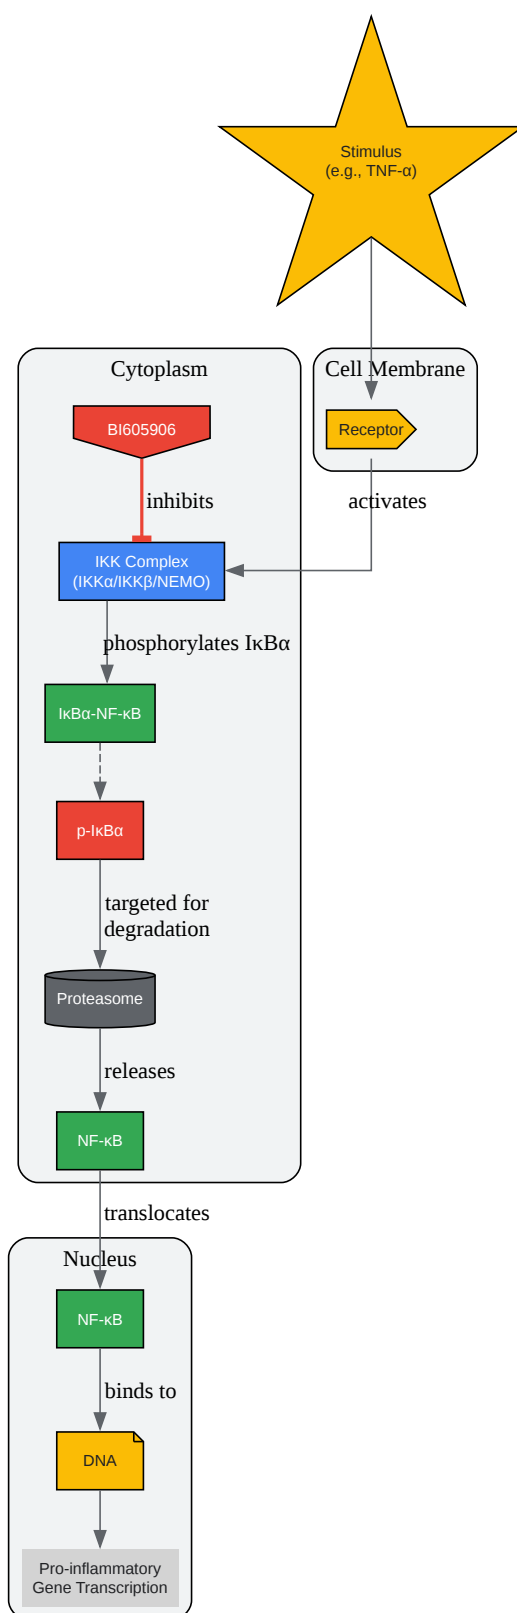 Stimulus
(e.g., TNF-α)
Cytoplasm
Cell Membrane
BI605906
Receptor
inhibits
activates
IKK Complex
(IKKα/IKKβ/NEMO)
phosphorylates IκBα
IκBα-NF-κB
p-IκBα
targeted for
degradation
Proteasome
releases
NF-κB
translocates
Nucleus
NF-κB
binds to
DNA
Pro-inflammatory
Gene Transcription